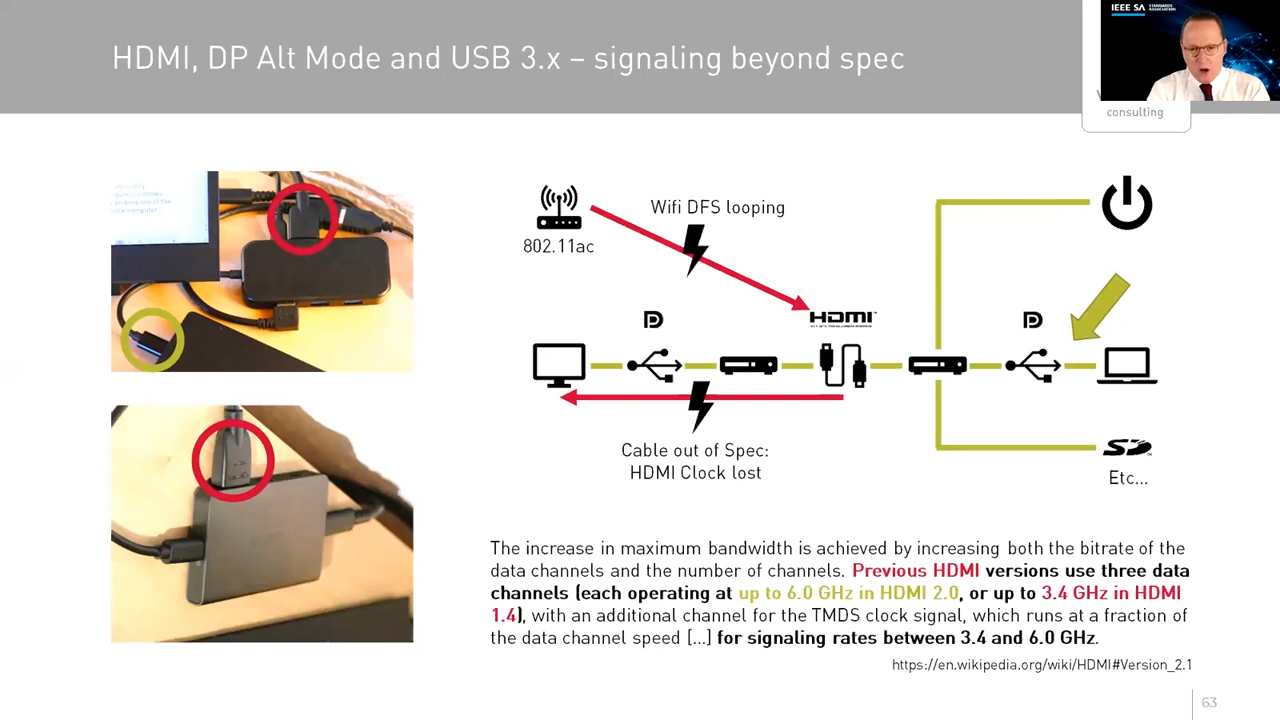 HDMI, DP Alt Mode and USB 3.x – signaling beyond spec
IEEE SA STANDARDS ASSOCIATION
consulting
Wifi DFS looping
802.11ac
HDMI
Cable out of Spec:
HDMI Clock lost
SD
Etc...
The increase in maximum bandwidth is achieved by increasing both the bitrate of the
data channels and the number of channels. Previous HDMI versions use three data
channels (each operating at up to 6.0 GHz in HDMI 2.0, or up to 3.4 GHz in HDMI
1.4), with an additional channel for the TMDS clock signal, which runs at a fraction of
the data channel speed [...] for signaling rates between 3.4 and 6.0 GHz.
https://en.wikipedia.org/wiki/HDMI#Version_2.1
63